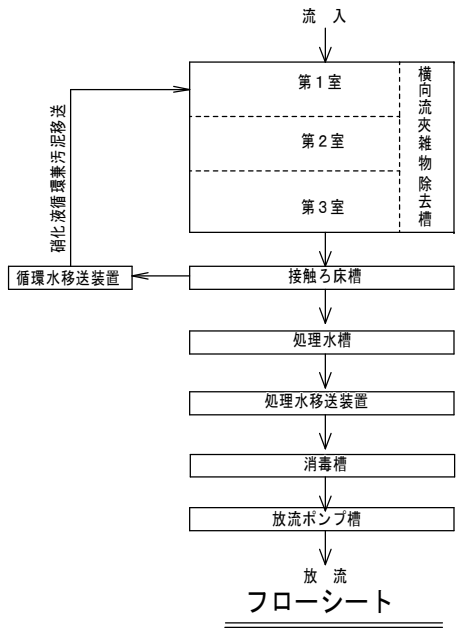 流 入
第1室
第2室
第3室
横向流夾雑物除去槽
硝化液循環兼汚泥移送
循環水移送装置
接触ろ床槽
処理水槽
処理水移送装置
消毒槽
放流ポンプ槽
放 流
フローシート